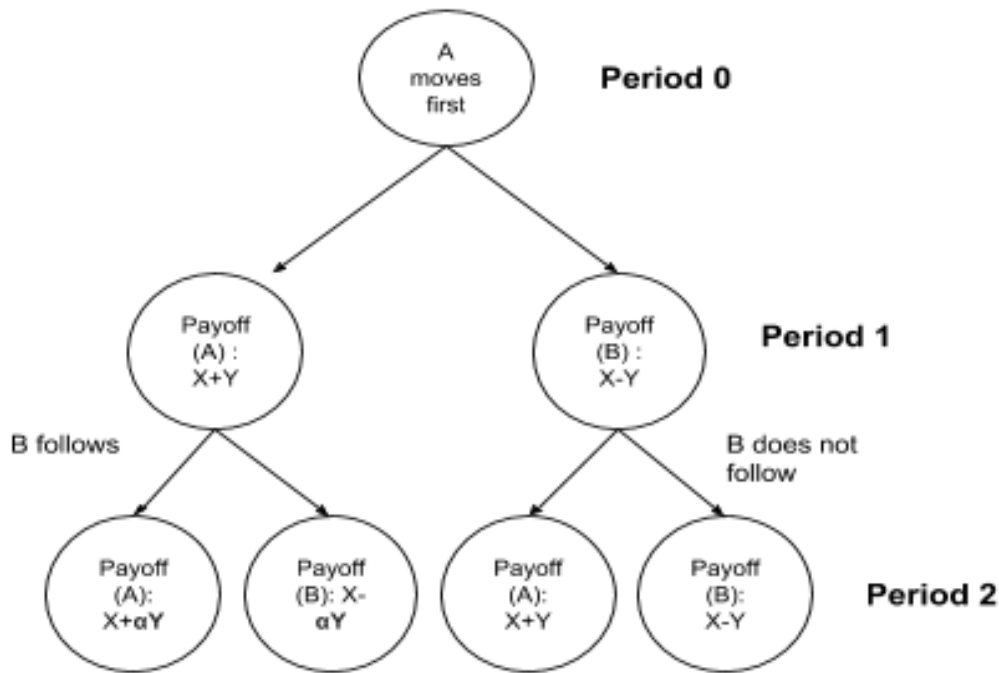 A
moves
first
Period 0
Payoff
(A) :
X+Y
Payoff
(B) :
X-Y
Period 1
B follows
B does not
follow
Payoff
(A):
X+αY
Payoff
(B): X-
αY
Payoff
(A):
X+Y
Payoff
(B):
X-Y
Period 2